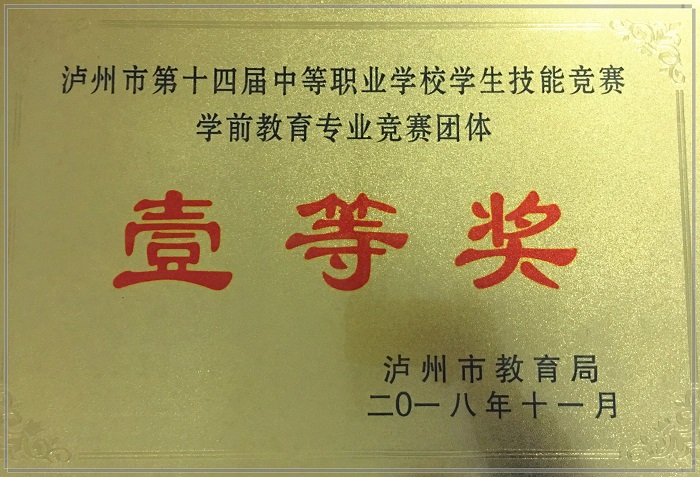 泸州市第十四届中等职业学校学生技能竞赛
学前教育专业竞赛团体
壹等奖
泸州市教育局
二0一八年十一月